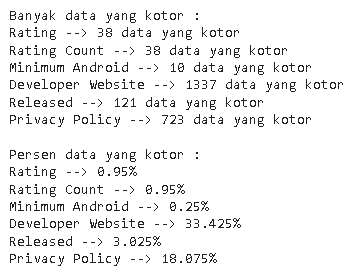 Banyak data yang kotor :
Rating --> 38 data yang kotor
Rating Count --> 38 data yang kotor
Minimum Android --> 10 data yang kotor
Developer Website --> 1337 data yang kotor
Released --> 121 data yang kotor
Privacy Policy --> 723 data yang kotor

Persen data yang kotor :
Rating --> 0.95%
Rating Count --> 0.95%
Minimum Android --> 0.25%
Developer Website --> 33.425%
Released --> 3.025%
Privacy Policy --> 18.075%